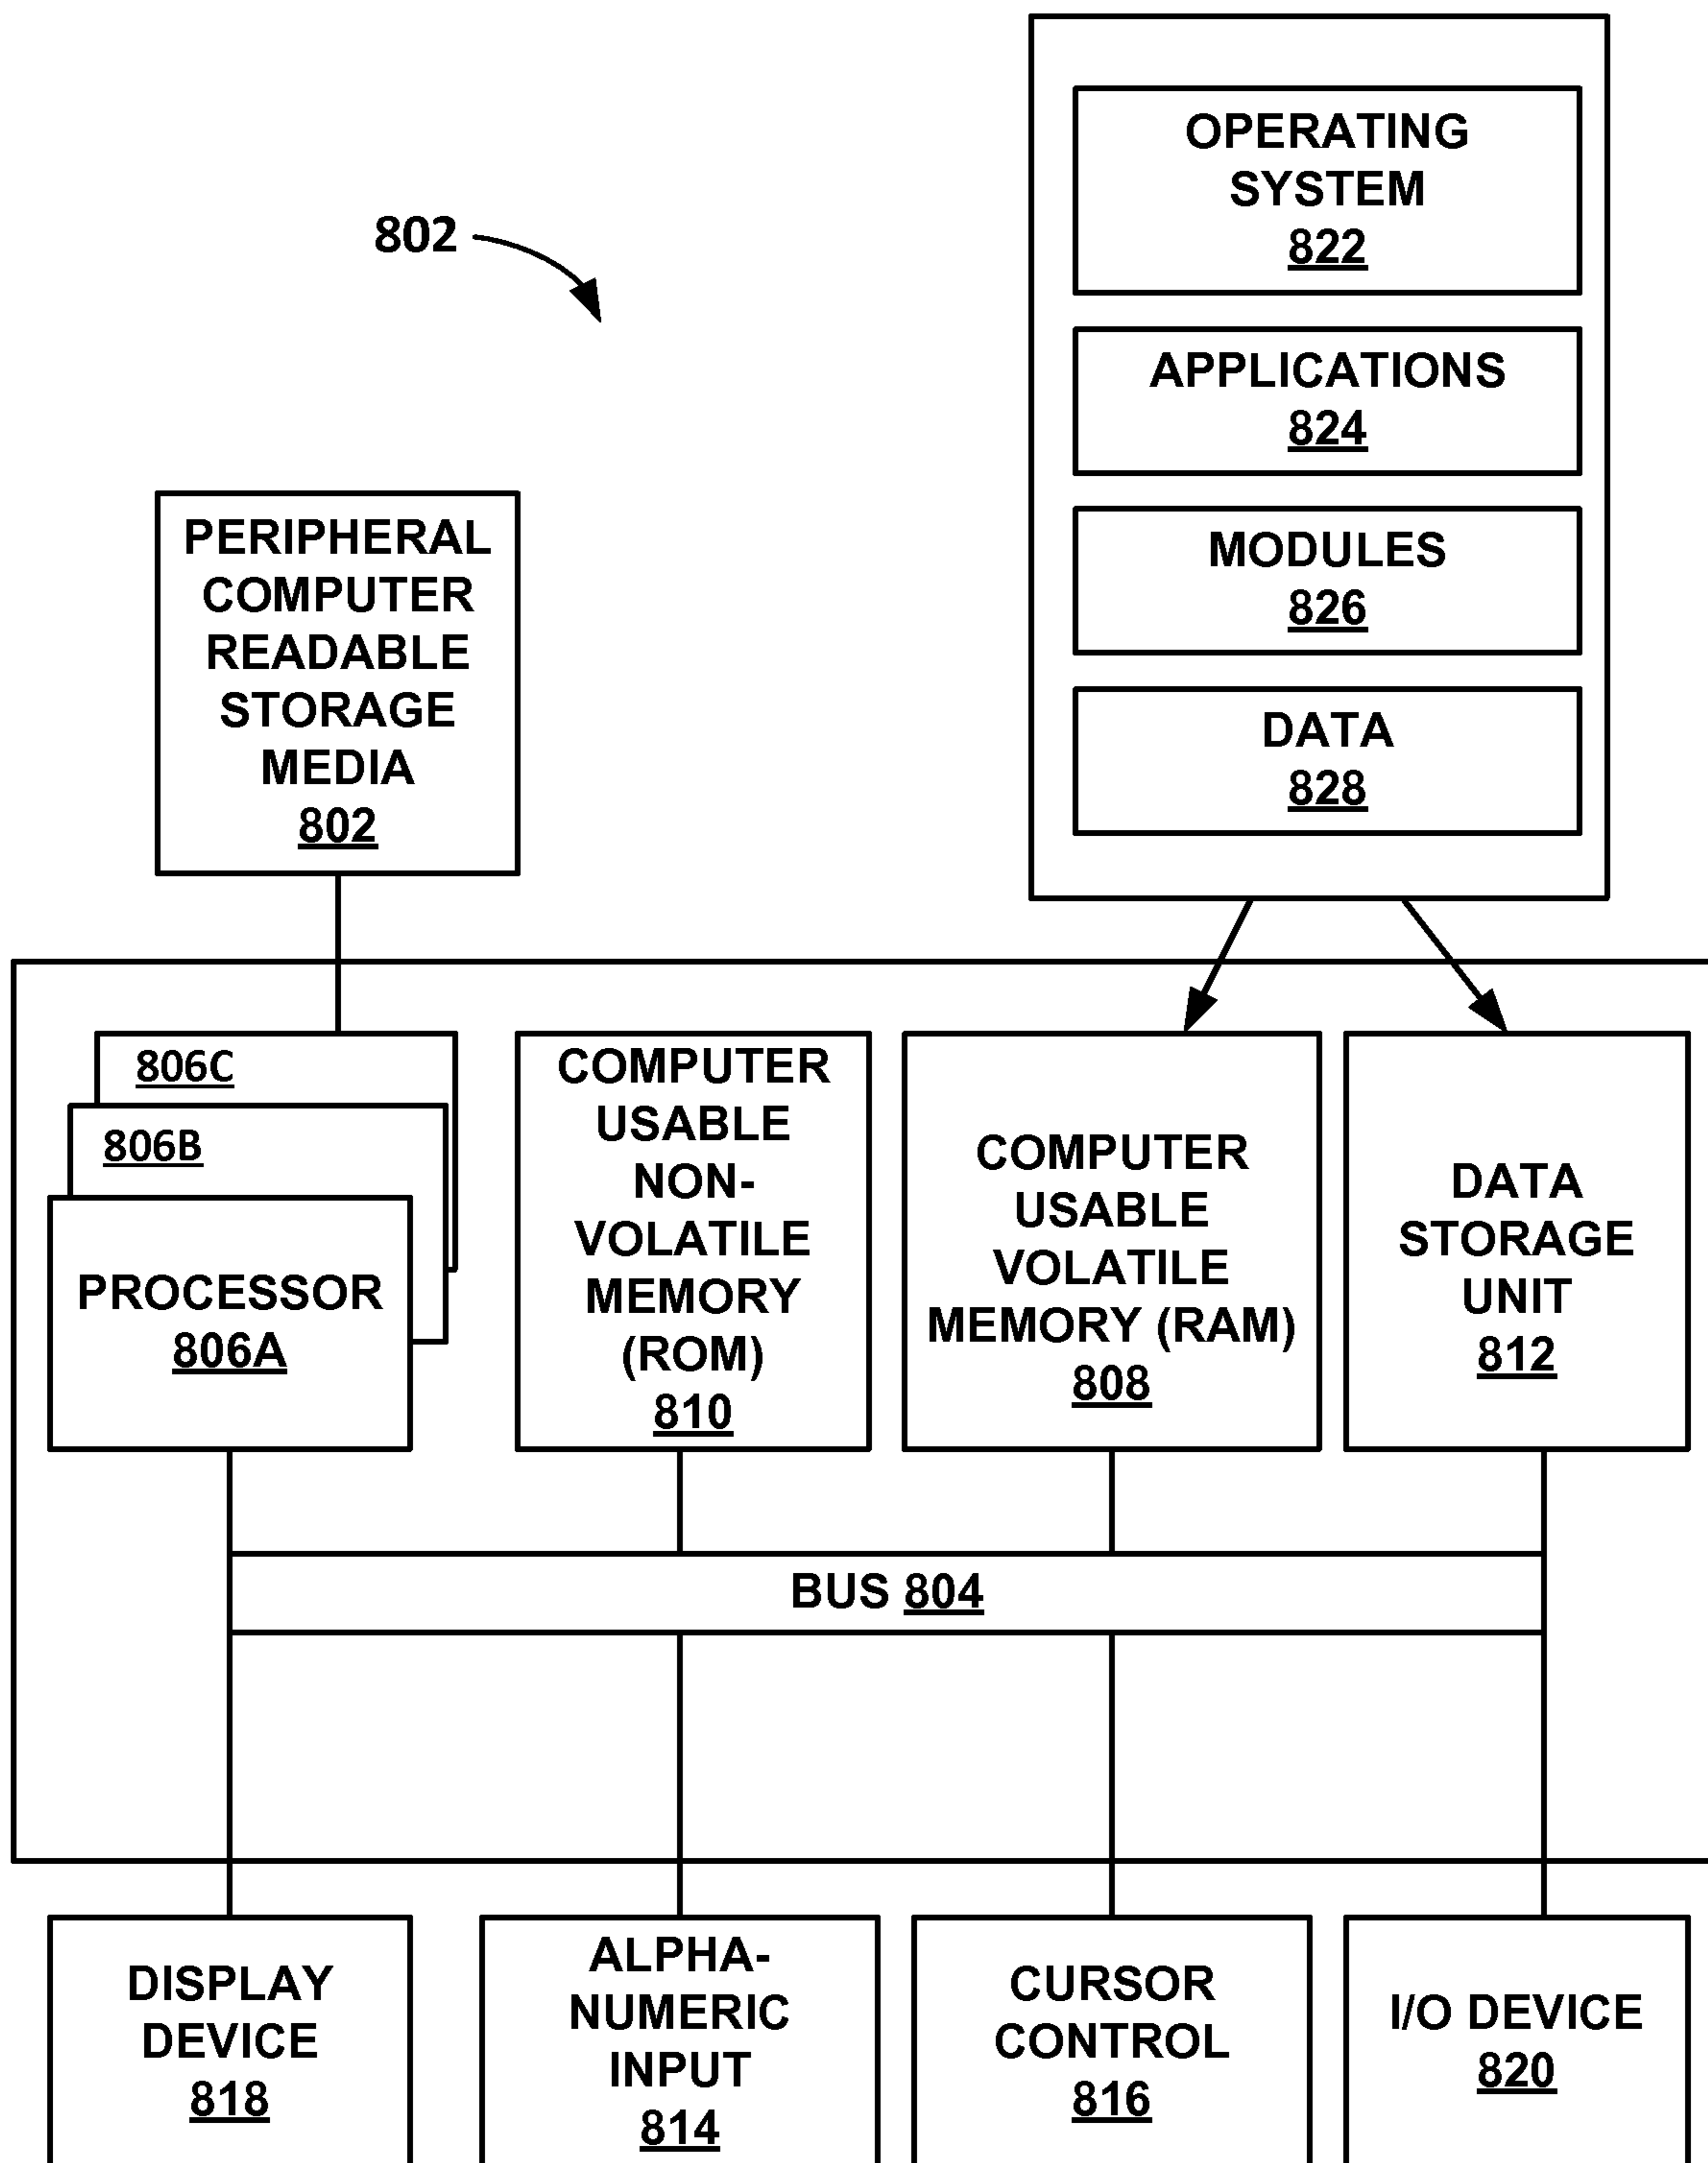 OPERATING
SYSTEM
822
802
APPLICATIONS
824
MODULES
826
DATA
828
PERIPHERAL
COMPUTER
READABLE
STORAGE
MEDIA
802
806C
806B
PROCESSOR
806A
COMPUTER
USABLE
NON-
VOLATILE
MEMORY
(ROM)
810
COMPUTER
USABLE
VOLATILE
MEMORY (RAM)
808
DATA
STORAGE
UNIT
812
BUS 804
DISPLAY
DEVICE
818
ALPHA-
NUMERIC
INPUT
814
CURSOR
CONTROL
816
I/O DEVICE
820